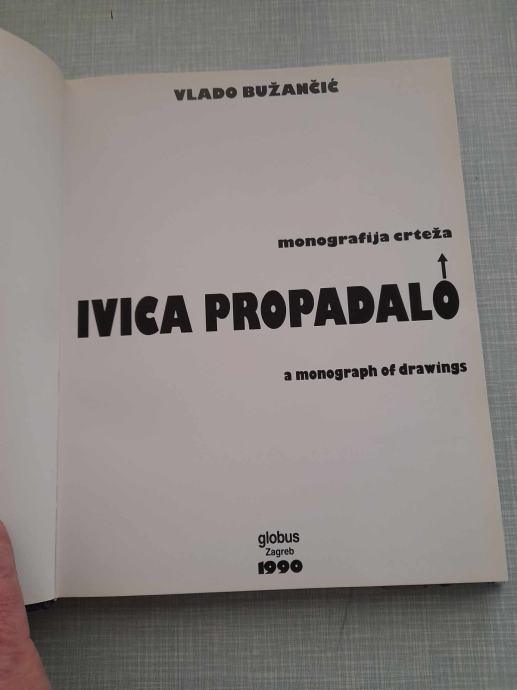 VLADO BUŽANČIĆ
monografija crteža
IVICA PROPADALO
a monograph of drawings
globus
Zagreb
1990